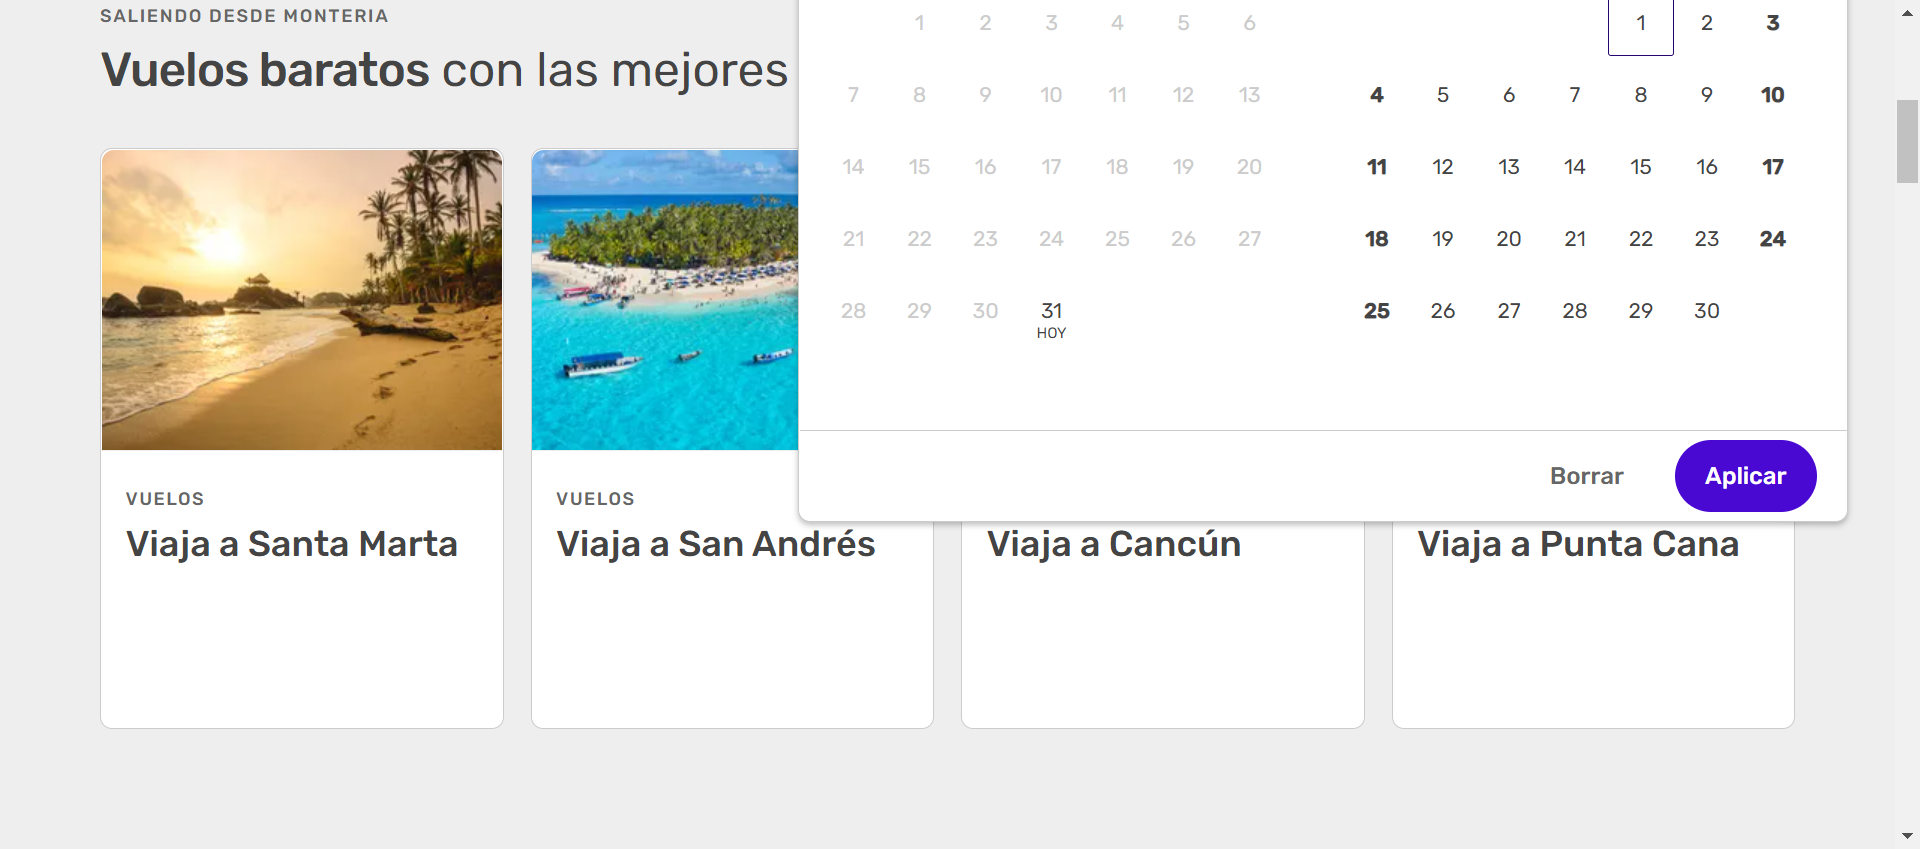 SALIENDO DESDE MONTERIA
Vuelos baratos con las mejores
1 2 3 4 5 6
7 8 9 10 11 12 13
14 15 16 17 18 19 20
21 22 23 24 25 26 27
28 29 30 31
HOY
1 2 3
4 5 6 7 8 9 10
11 12 13 14 15 16 17
18 19 20 21 22 23 24
25 26 27 28 29 30
Borrar Aplicar
VUELOS
Viaja a Santa Marta
VUELOS
Viaja a San Andrés
Viaja a Cancún
Viaja a Punta Cana